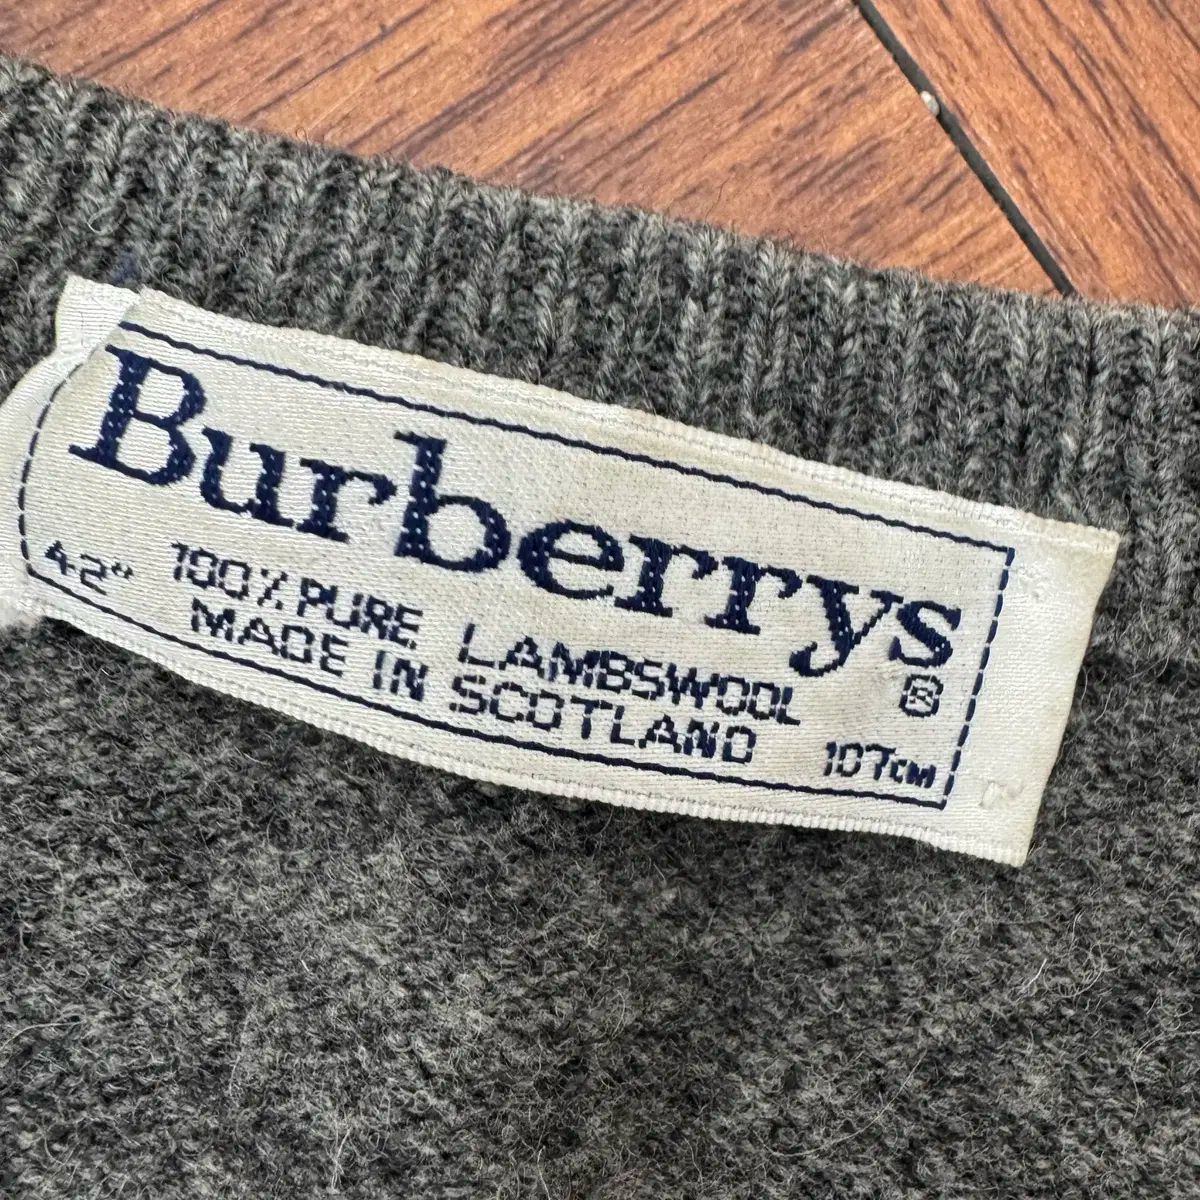 Burberrys ®
42" 100% PURE LAMBSWOOL
MADE IN SCOTLAND 107cm